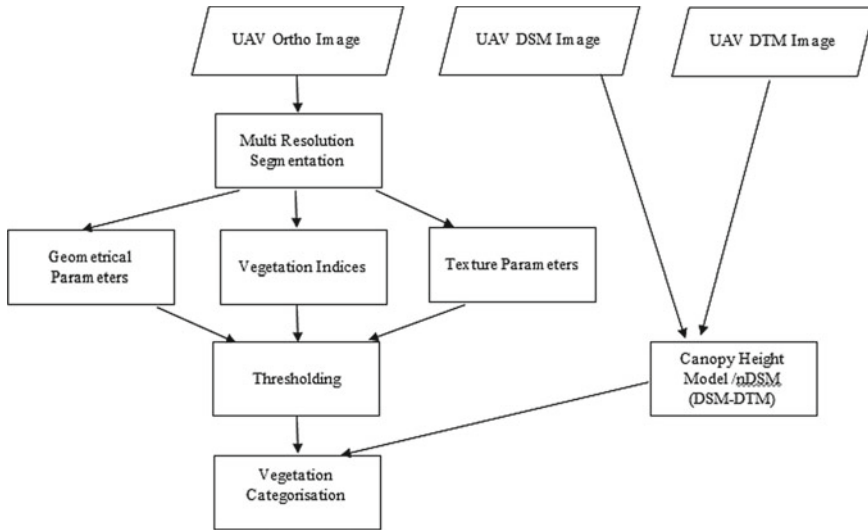 UAV Ortho Image
UAV DSM Image
UAV DTM Image
Multi Resolution
Segmentation
Geometrical
Parameters
Vegetation Indices
Texture Parameters
Thresholding
Canopy Height
Model /nDSM
(DSM-DTM)
Vegetation
Categorisation